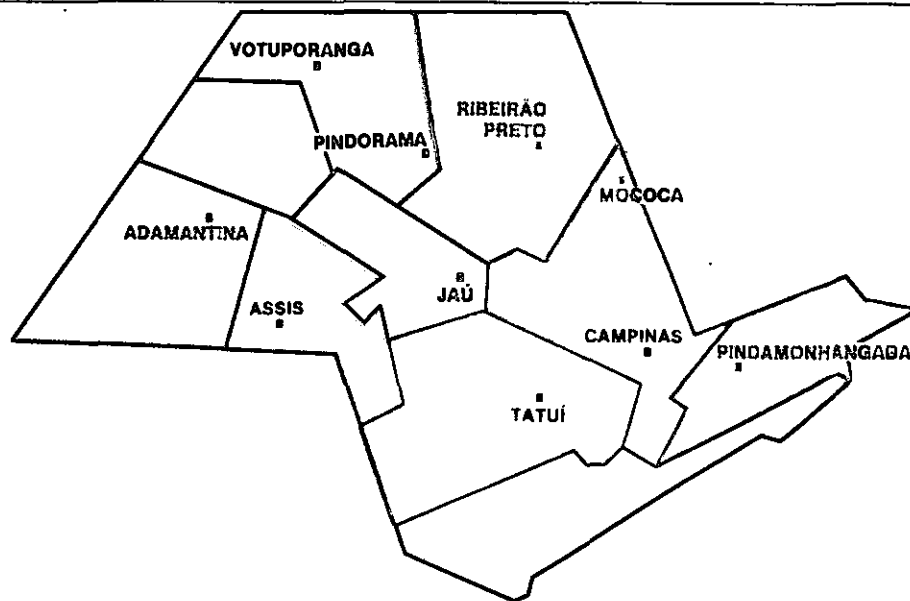 VOTUPORANGA
RIBEIRÃO
PRETO
PINDORAMA
MOCOCA
ADAMANTINA
JAÚ
ASSIS
CAMPINAS
PINDAMONHANGABA
TATUÍ